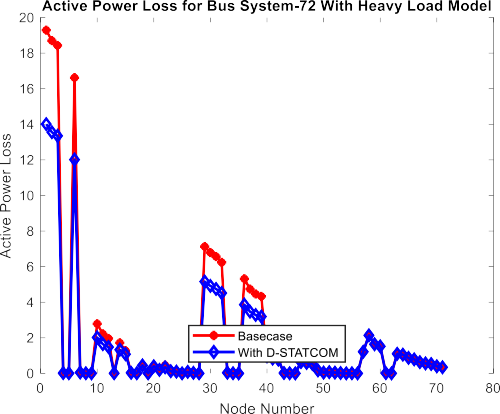 Active Power Loss for Bus System-72 With Heavy Load Model
20
18
16
14
12
10
8
6
4
2
0
Active Power Loss
Basecase
With D-STATCOM
0 10 20 30 40 50 60 70 80
Node Number